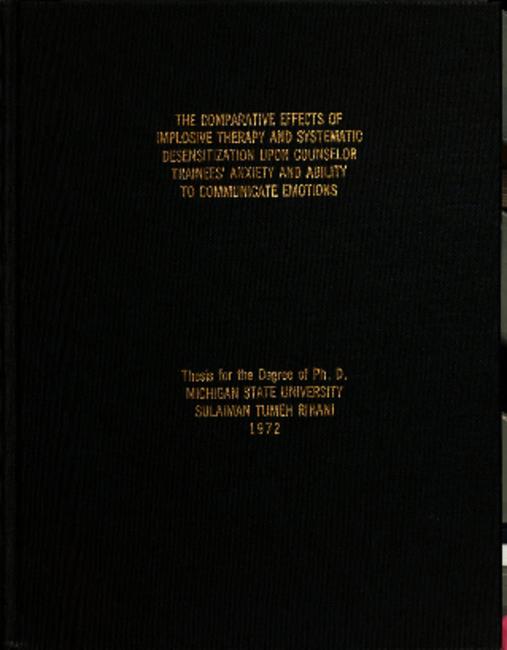 THE COMPARATIVE EFFECTS OF
IMPLOSIVE THERAPY AND SYSTEMATIC
DESENSITIZATION UPON COUNSELOR
TRAINEES' ANXIETY AND ABILITY
TO COMMUNICATE EMOTIONS
Thesis for the Degree of Ph. D.
MICHIGAN STATE UNIVERSITY
SULAIMAN TUMEH RIHANI
1972